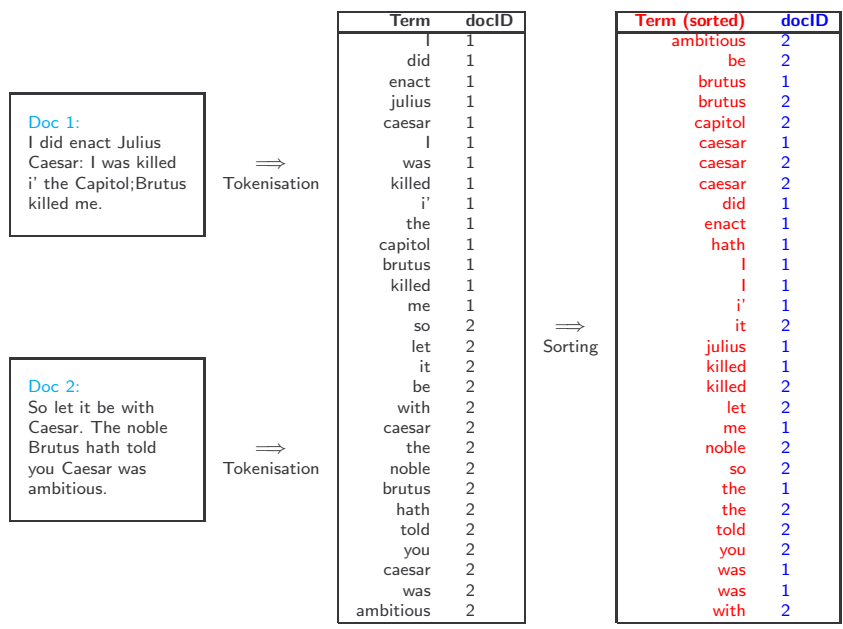 Doc 1:
I did enact Julius
Caesar: I was killed
i' the Capitol;Brutus
killed me.
⟹
Tokenisation
Doc 2:
So let it be with
Caesar. The noble
Brutus hath told
you Caesar was
ambitious.
⟹
Tokenisation
Term docID
I 1
did 1
enact 1
julius 1
caesar 1
I 1
was 1
killed 1
i' 1
the 1
capitol 1
brutus 1
killed 1
me 1
so 2
let 2
it 2
be 2
with 2
caesar 2
the 2
noble 2
brutus 2
hath 2
told 2
you 2
caesar 2
was 2
ambitious 2
⟹
Sorting
Term (sorted) docID
ambitious 2
be 2
brutus 1
brutus 2
capitol 2
caesar 1
caesar 2
caesar 2
did 1
enact 1
hath 1
I 1
I 1
i' 1
it 2
julius 1
killed 1
killed 2
let 2
me 1
noble 2
so 2
the 1
the 2
told 2
you 2
was 1
was 1
with 2